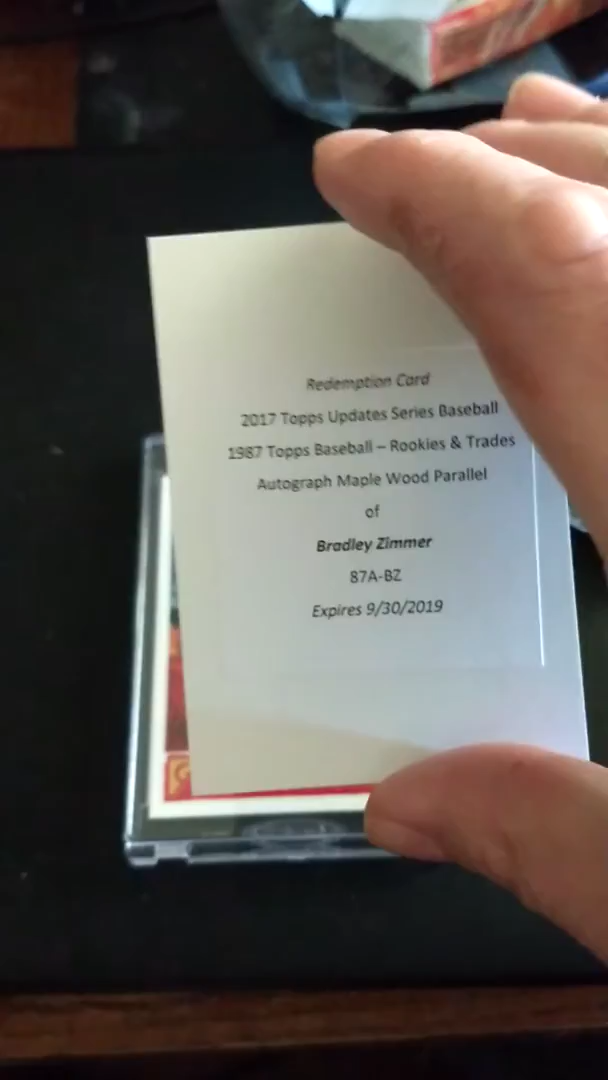 Redemption Card
2017 Topps Updates Series Baseball
1987 Topps Baseball – Rookies & Trades
Autograph Maple Wood Parallel
of
Bradley Zimmer
87A-BZ
Expires 9/30/2019